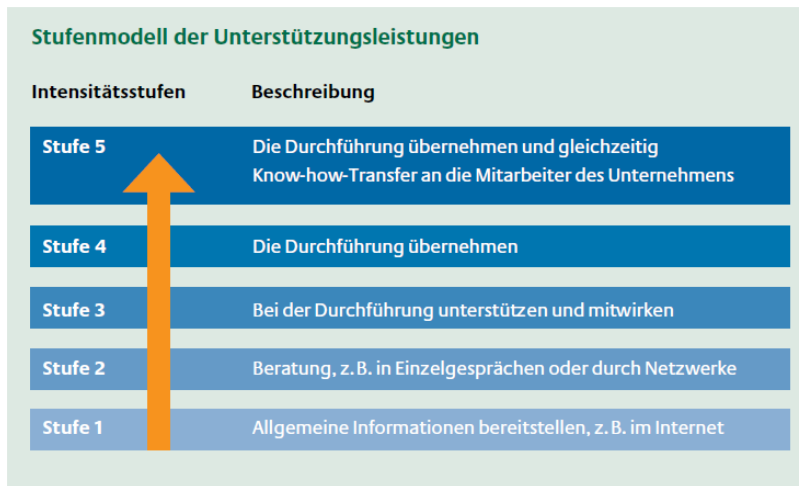 Stufenmodell der Unterstützungsleistungen
Intensitätsstufen Beschreibung
Stufe 5 Die Durchführung übernehmen und gleichzeitig
Know-how-Transfer an die Mitarbeiter des Unternehmens
Stufe 4 Die Durchführung übernehmen
Stufe 3 Bei der Durchführung unterstützen und mitwirken
Stufe 2 Beratung, z. B. in Einzelgesprächen oder durch Netzwerke
Stufe 1 Allgemeine Informationen bereitstellen, z. B. im Internet